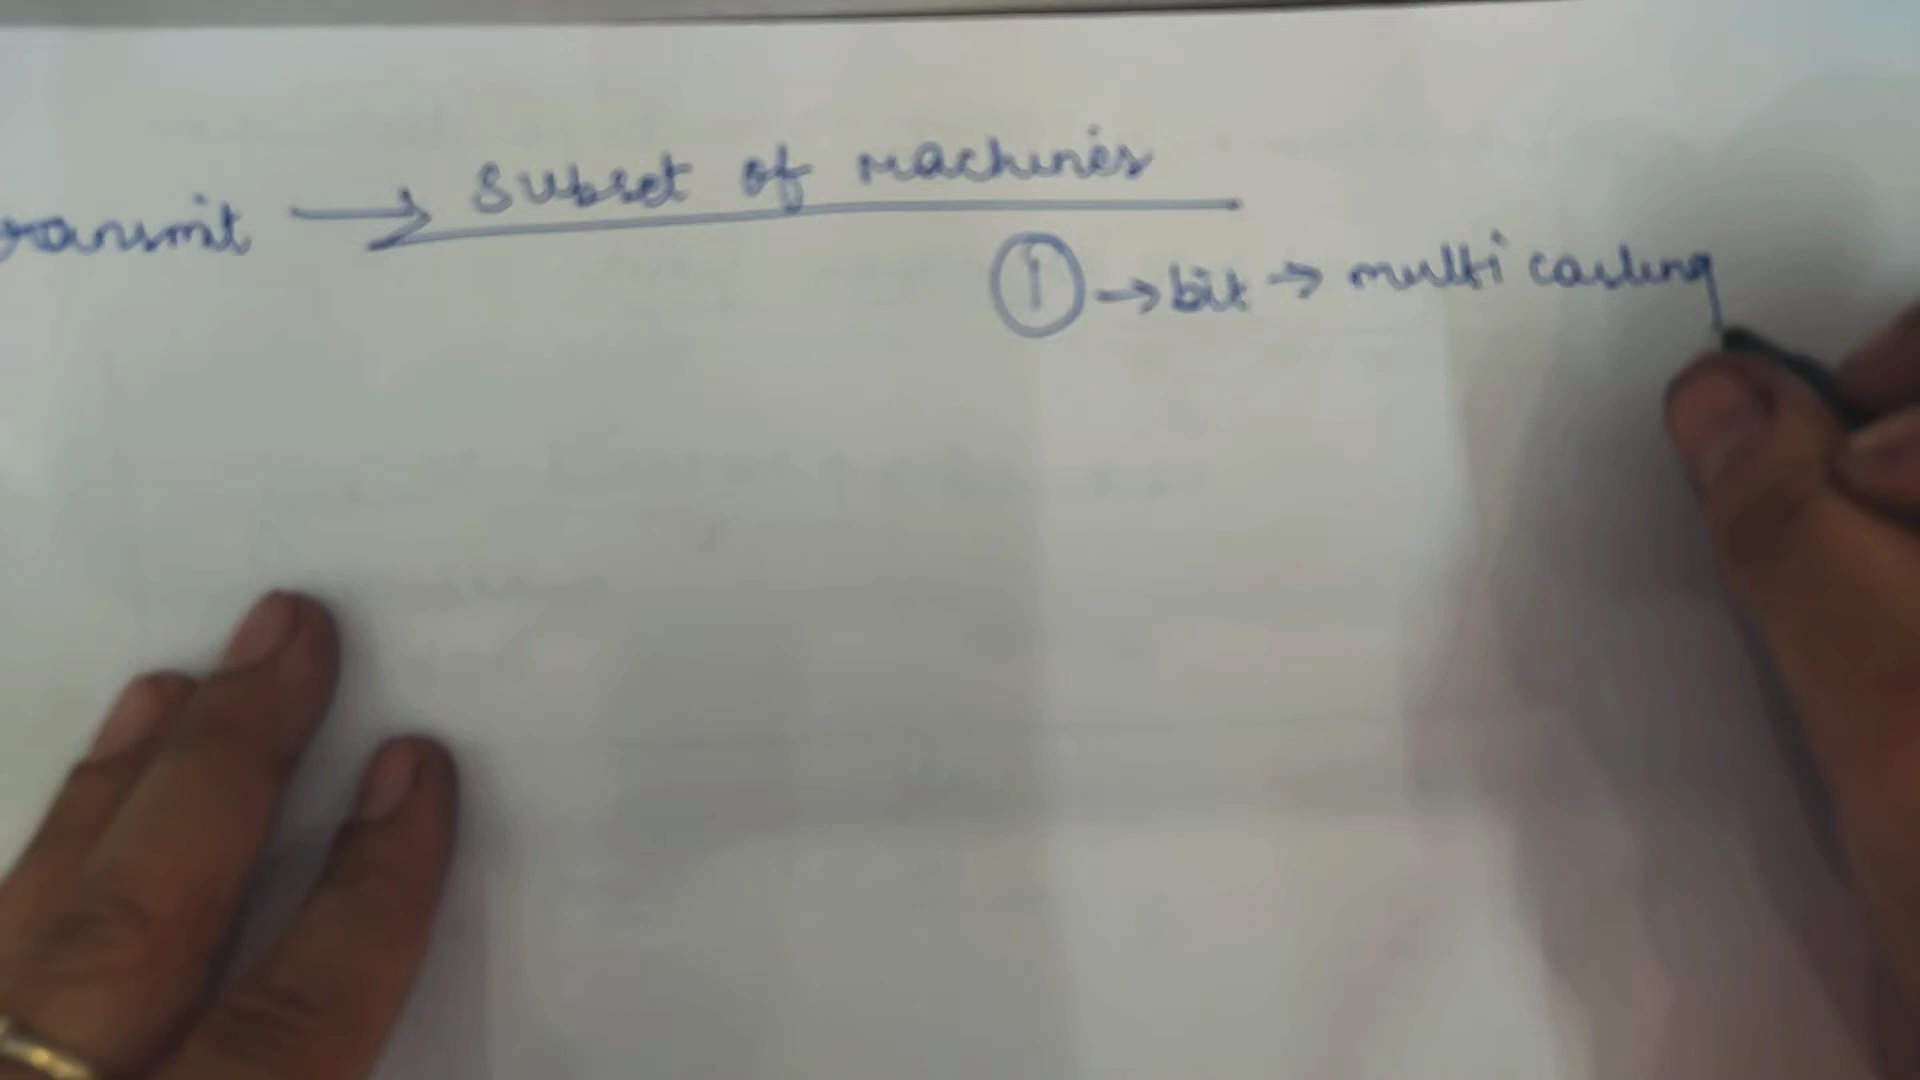 ransmit → subset of machines
① → bit → multi casting